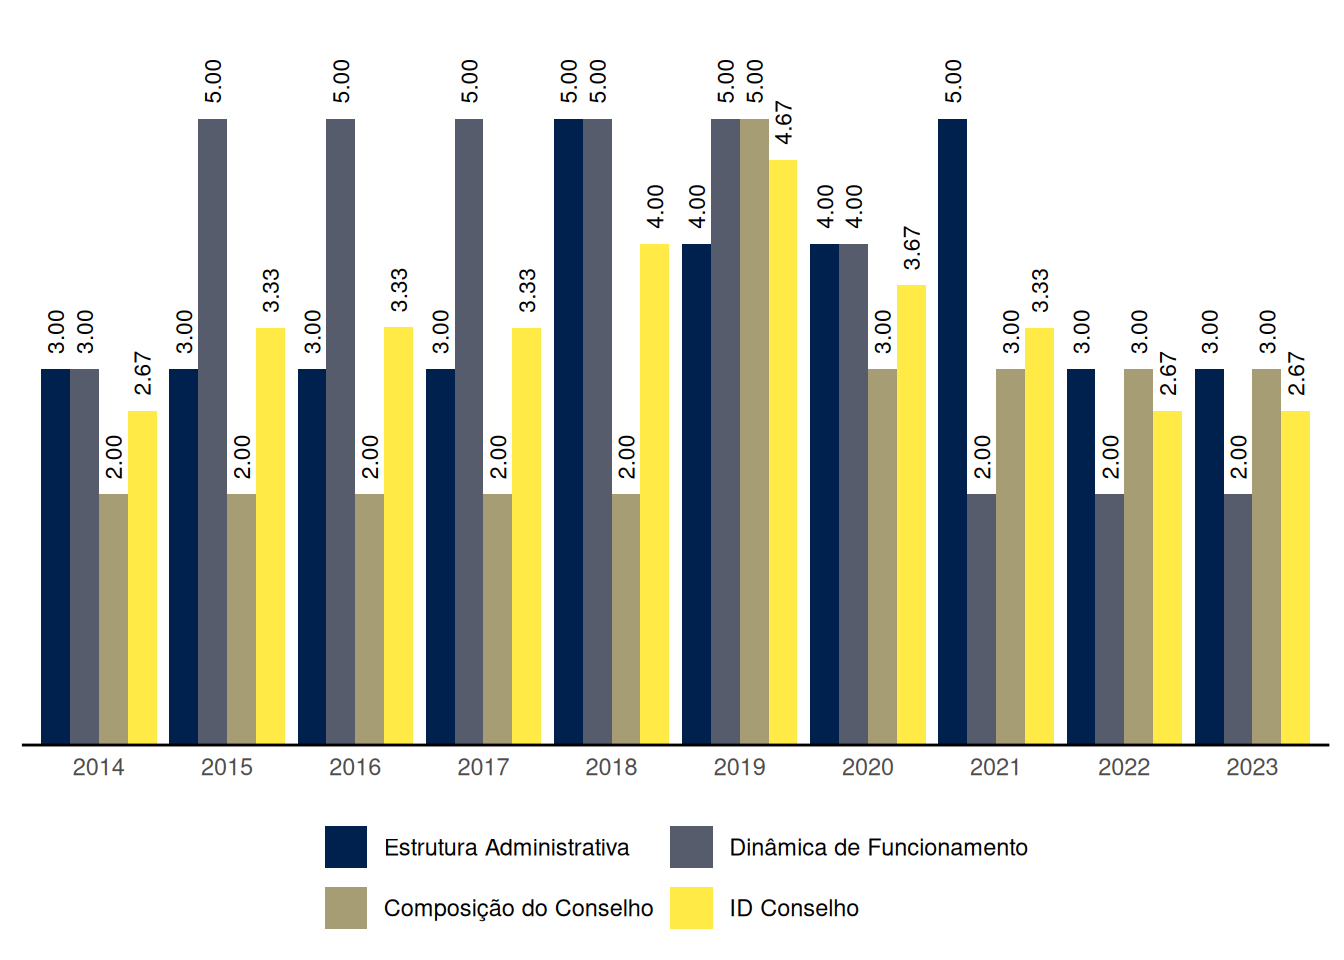 5.00 5.00 5.00 5.00 5.00 5.00 5.00 5.00
4.67
4.00 4.00 4.00 4.00
3.67
3.33 3.33 3.33 3.33
3.00 3.00 3.00 3.00 3.00 3.00 3.00 3.00 3.00 3.00 3.00
2.67 2.67 2.67
2.00 2.00 2.00 2.00 2.00 2.00 2.00 2.00
2014 2015 2016 2017 2018 2019 2020 2021 2022 2023
Estrutura Administrativa Dinâmica de Funcionamento
Composição do Conselho ID Conselho